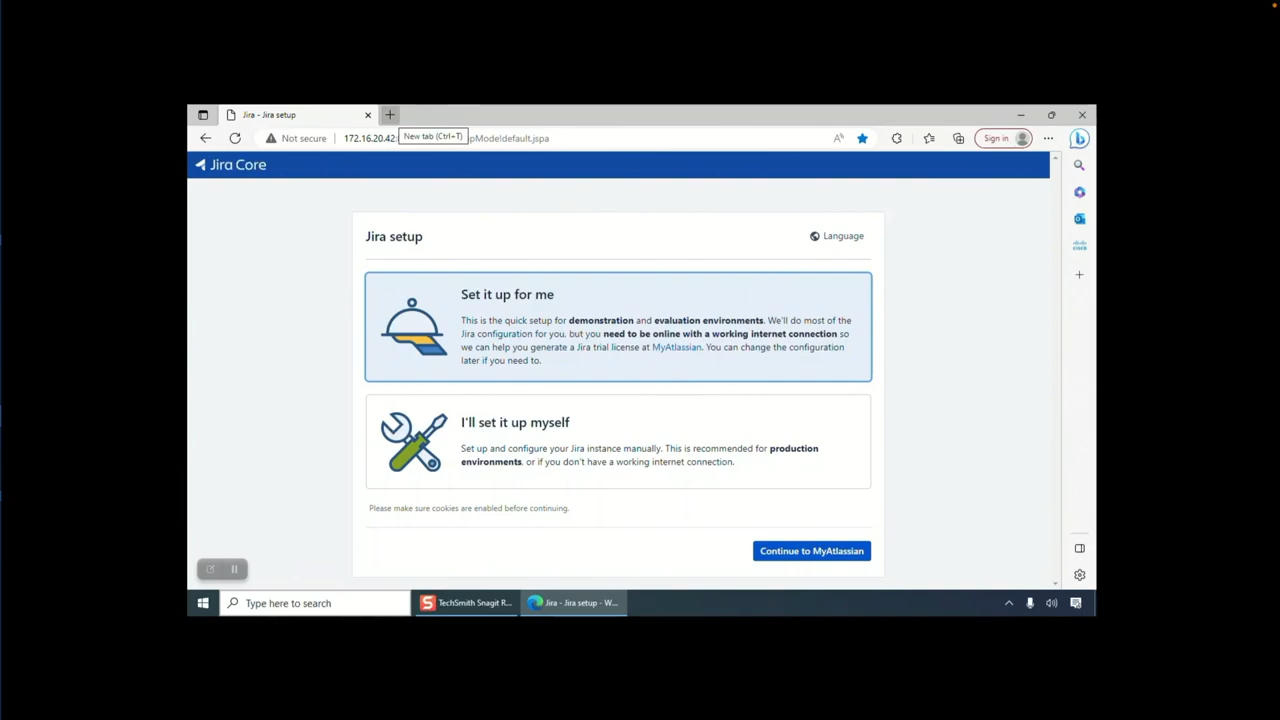 Jira - Jira setup
New tab (Ctrl+T)
Not secure
172.16.20.42:
pMode!default.jspa
Sign in
Jira Core
Jira setup
Language
Set it up for me
This is the quick setup for demonstration and evaluation environments. We'll do most of the
Jira configuration for you, but you need to be online with a working internet connection so
we can help you generate a Jira trial license at MyAtlassian. You can change the configuration
later if you need to.
I'll set it up myself
Set up and configure your Jira instance manually. This is recommended for production
environments, or if you don't have a working internet connection.
Please make sure cookies are enabled before continuing.
Continue to MyAtlassian
Type here to search
TechSmith Snagit R...
Jira - Jira setup - W...